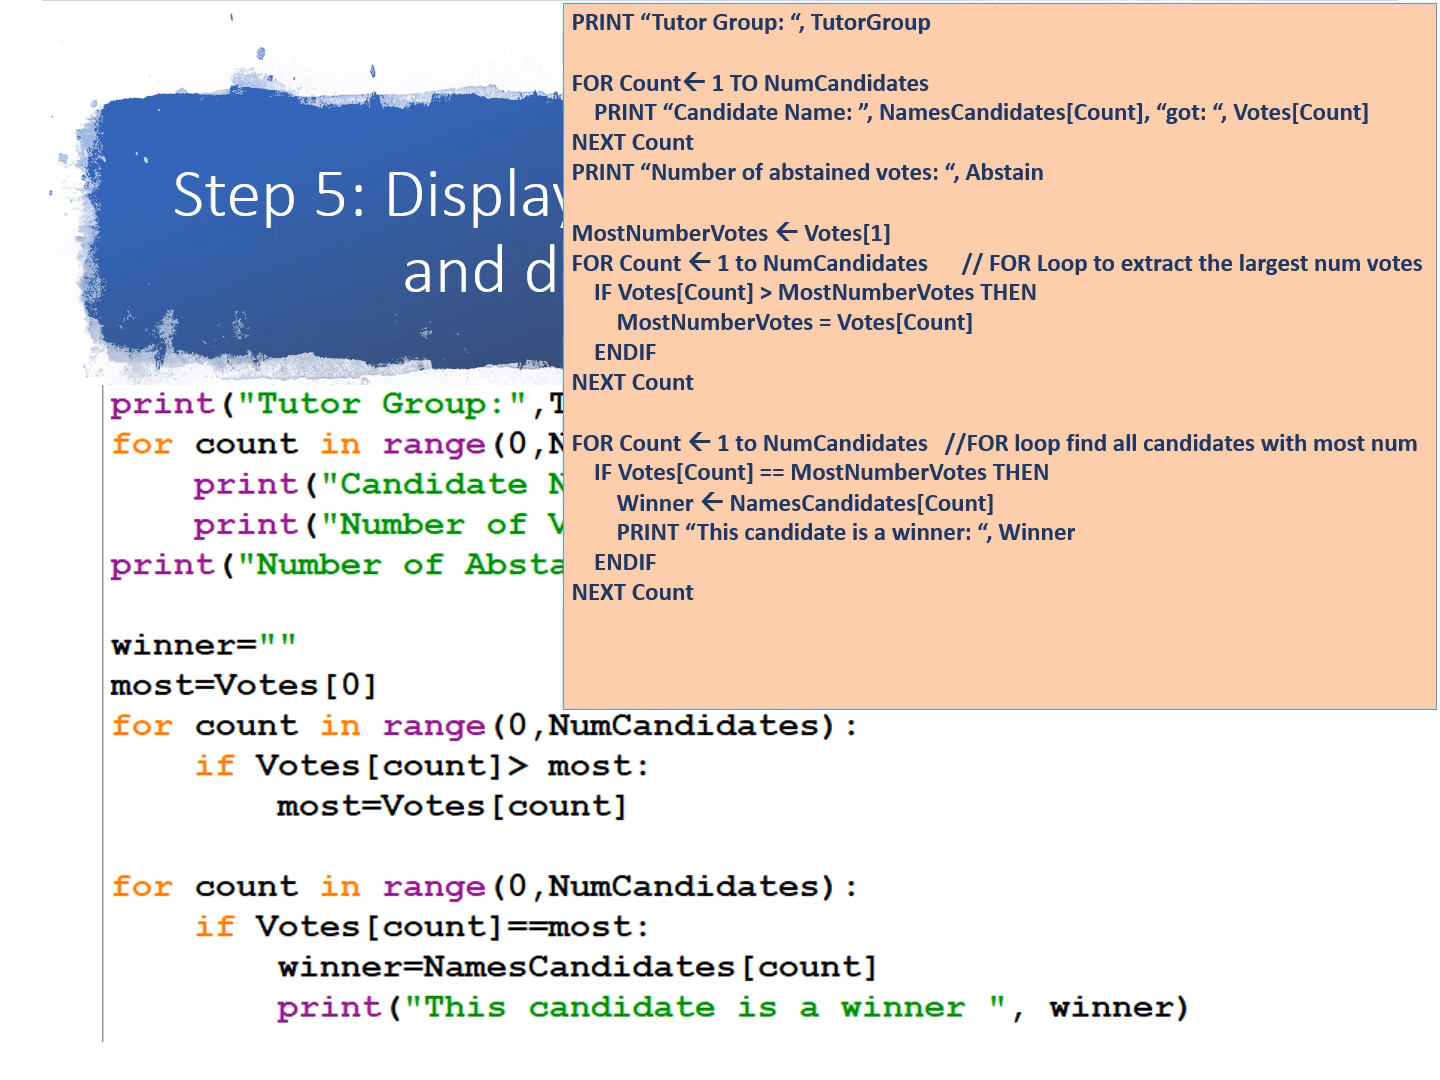 Step 5: Display
and d
PRINT “Tutor Group: “, TutorGroup
FOR Count← 1 TO NumCandidates
PRINT “Candidate Name: ”, NamesCandidates[Count], “got: “, Votes[Count]
NEXT Count
PRINT “Number of abstained votes: “, Abstain
MostNumberVotes ← Votes[1]
FOR Count ← 1 to NumCandidates // FOR Loop to extract the largest num votes
IF Votes[Count] > MostNumberVotes THEN
MostNumberVotes = Votes[Count]
ENDIF
NEXT Count
FOR Count ← 1 to NumCandidates //FOR loop find all candidates with most num
IF Votes[Count] == MostNumberVotes THEN
Winner ← NamesCandidates[Count]
PRINT “This candidate is a winner: “, Winner
ENDIF
NEXT Count
print("Tutor Group:",T
for count in range(0,N
print("Candidate N
print("Number of V
print("Number of Absta
winner=""
most=Votes[0]
for count in range(0,NumCandidates):
if Votes[count]> most:
most=Votes[count]
for count in range(0,NumCandidates):
if Votes[count]==most:
winner=NamesCandidates[count]
print("This candidate is a winner ", winner)